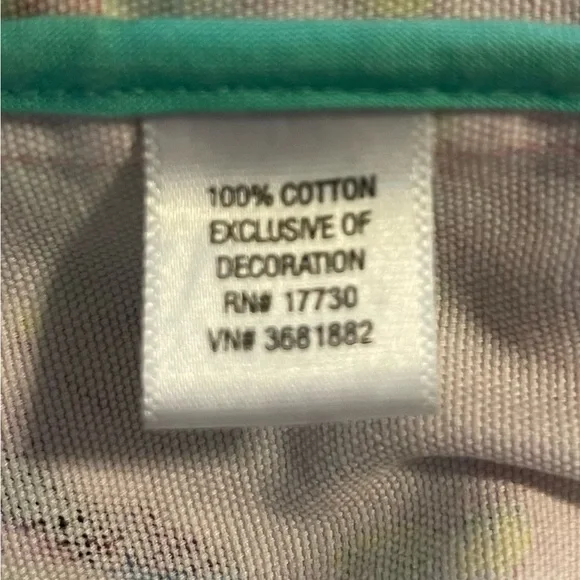 100% COTTON
EXCLUSIVE OF
DECORATION
RN# 17730
VN# 3681882